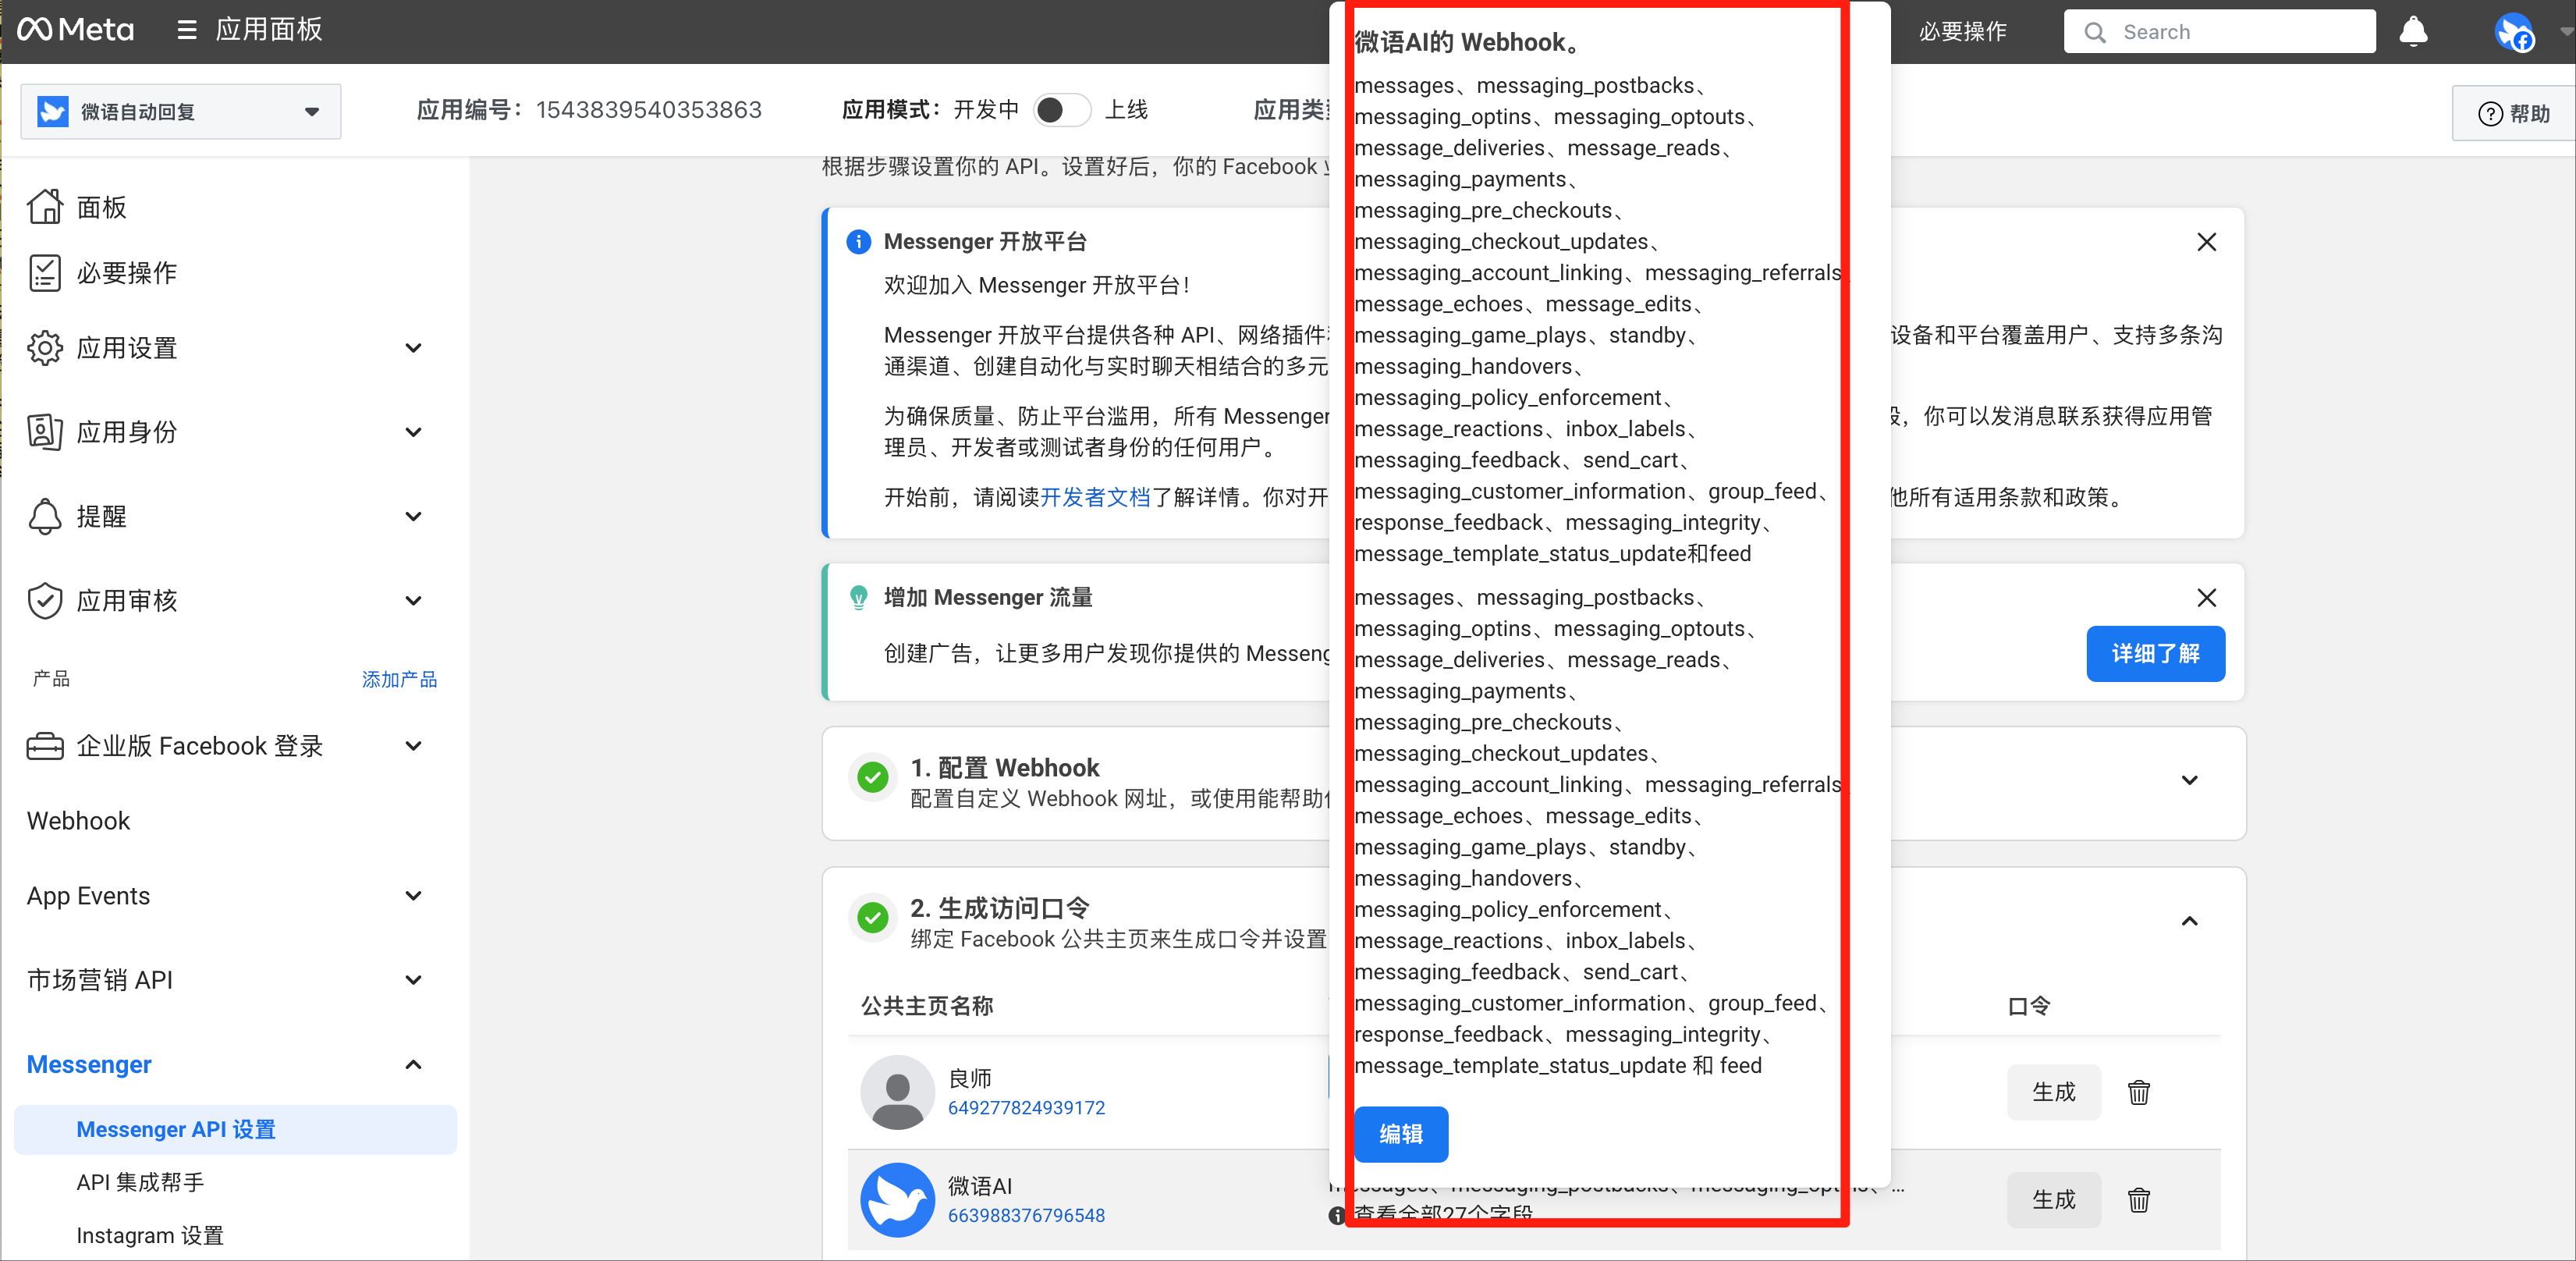 Meta
应用面板
必要操作
Search
微语自动回复
应用编号：1543839540353863
应用模式：开发中
上线
应用类
帮助
面板
必要操作
应用设置
应用身份
提醒
应用审核
产品
添加产品
企业版 Facebook 登录
Webhook
App Events
市场营销 API
Messenger
Messenger API 设置
API 集成帮手
Instagram 设置
根据步骤设置你的 API。设置好后，你的 Facebook
Messenger 开放平台
欢迎加入 Messenger 开放平台！
Messenger 开放平台提供各种 API、网络插件
设备和平台覆盖用户、支持多条沟
通渠道、创建自动化与实时聊天相结合的多元
为确保质量、防止平台滥用，所有 Messenger
，你可以发消息联系获得应用管
理员、开发者或测试者身份的任何用户。
开始前，请阅读开发者文档了解详情。你对开
他所有适用条款和政策。
增加 Messenger 流量
创建广告，让更多用户发现你提供的 Messeng
详细了解
1. 配置 Webhook
配置自定义 Webhook 网址，或使用能帮助
2. 生成访问口令
绑定 Facebook 公共主页来生成口令并设置
公共主页名称
口令
良师
649277824939172
生成
微语AI
663988376796548
messages、messaging_postbacks、messaging_optins、...
查看全部27个字段
生成
微语AI的 Webhook。
messages、messaging_postbacks、
messaging_optins、messaging_optouts、
message_deliveries、message_reads、
messaging_payments、
messaging_pre_checkouts、
messaging_checkout_updates、
messaging_account_linking、messaging_referrals、
message_echoes、message_edits、
messaging_game_plays、standby、
messaging_handovers、
messaging_policy_enforcement、
message_reactions、inbox_labels、
messaging_feedback、send_cart、
messaging_customer_information、group_feed、
response_feedback、messaging_integrity、
message_template_status_update和feed
messages、messaging_postbacks、
messaging_optins、messaging_optouts、
message_deliveries、message_reads、
messaging_payments、
messaging_pre_checkouts、
messaging_checkout_updates、
messaging_account_linking、messaging_referrals、
message_echoes、message_edits、
messaging_game_plays、standby、
messaging_handovers、
messaging_policy_enforcement、
message_reactions、inbox_labels、
messaging_feedback、send_cart、
messaging_customer_information、group_feed、
response_feedback、messaging_integrity、
message_template_status_update 和 feed
编辑